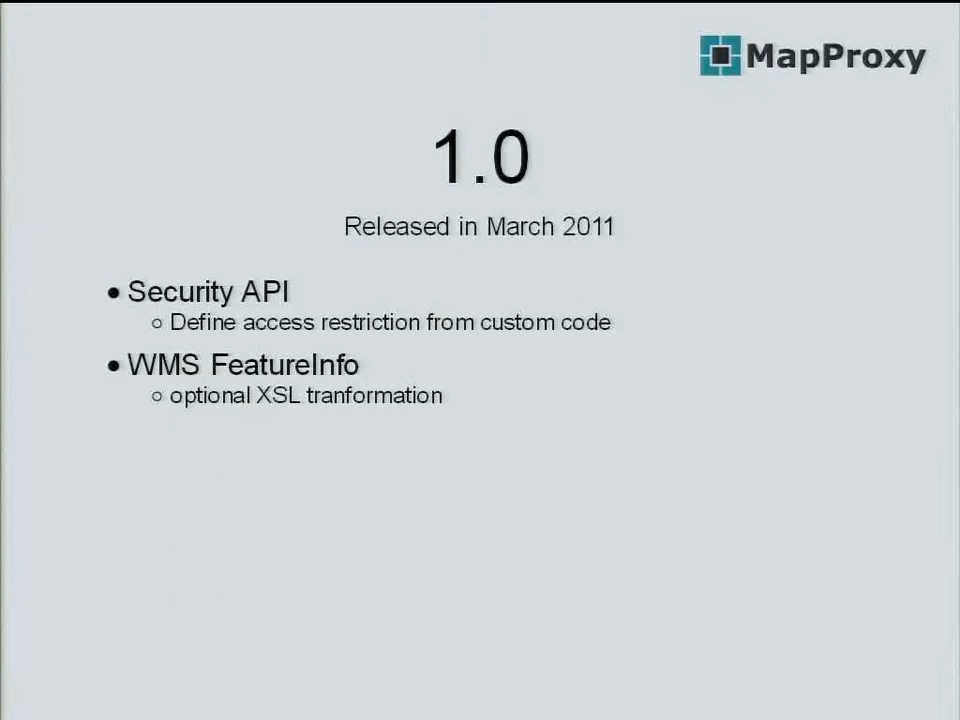 MapProxy
1.0
Released in March 2011
• Security API
○ Define access restriction from custom code
• WMS FeatureInfo
○ optional XSL tranformation